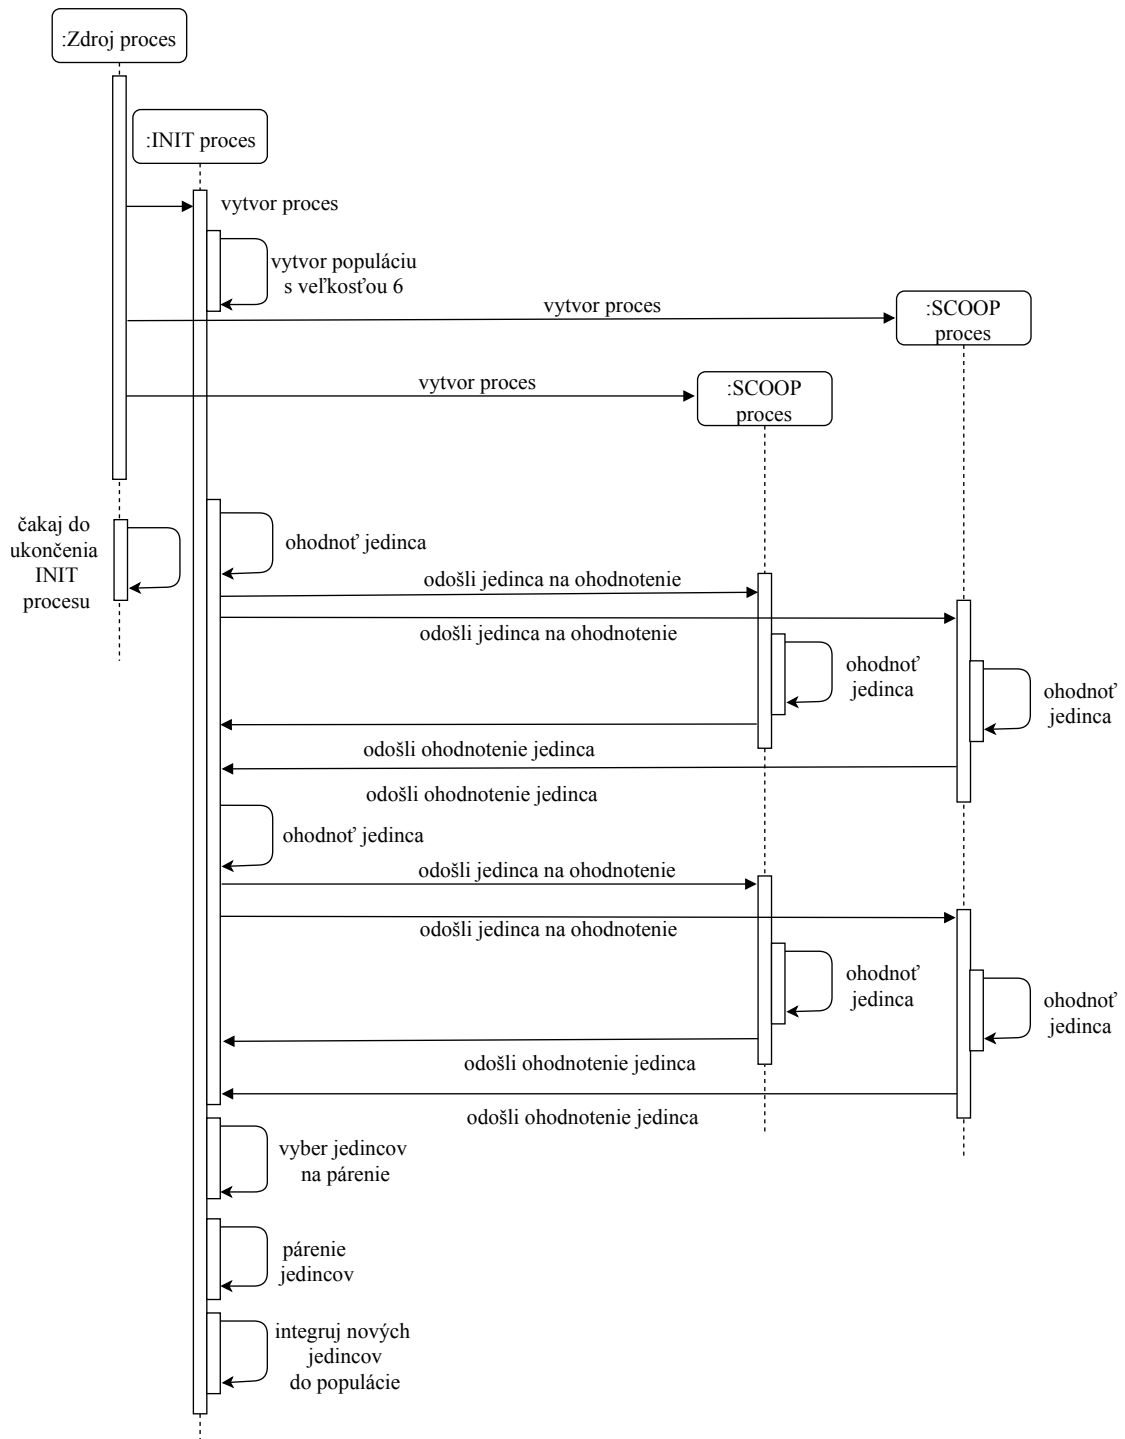 :Zdroj proces
:INIT proces
vytvor proces
vytvor populáciu
s veľkosťou 6
vytvor proces
:SCOOP
proces
vytvor proces
:SCOOP
proces
čakaj do
ukončenia
INIT
procesu
ohodnoť jedinca
odošli jedinca na ohodnotenie
odošli jedinca na ohodnotenie
ohodnoť
jedinca
ohodnoť
jedinca
odošli ohodnotenie jedinca
odošli ohodnotenie jedinca
ohodnoť jedinca
odošli jedinca na ohodnotenie
odošli jedinca na ohodnotenie
ohodnoť
jedinca
ohodnoť
jedinca
odošli ohodnotenie jedinca
odošli ohodnotenie jedinca
vyber jedincov
na párenie
párenie
jedincov
integruj nových
jedincov
do populácie